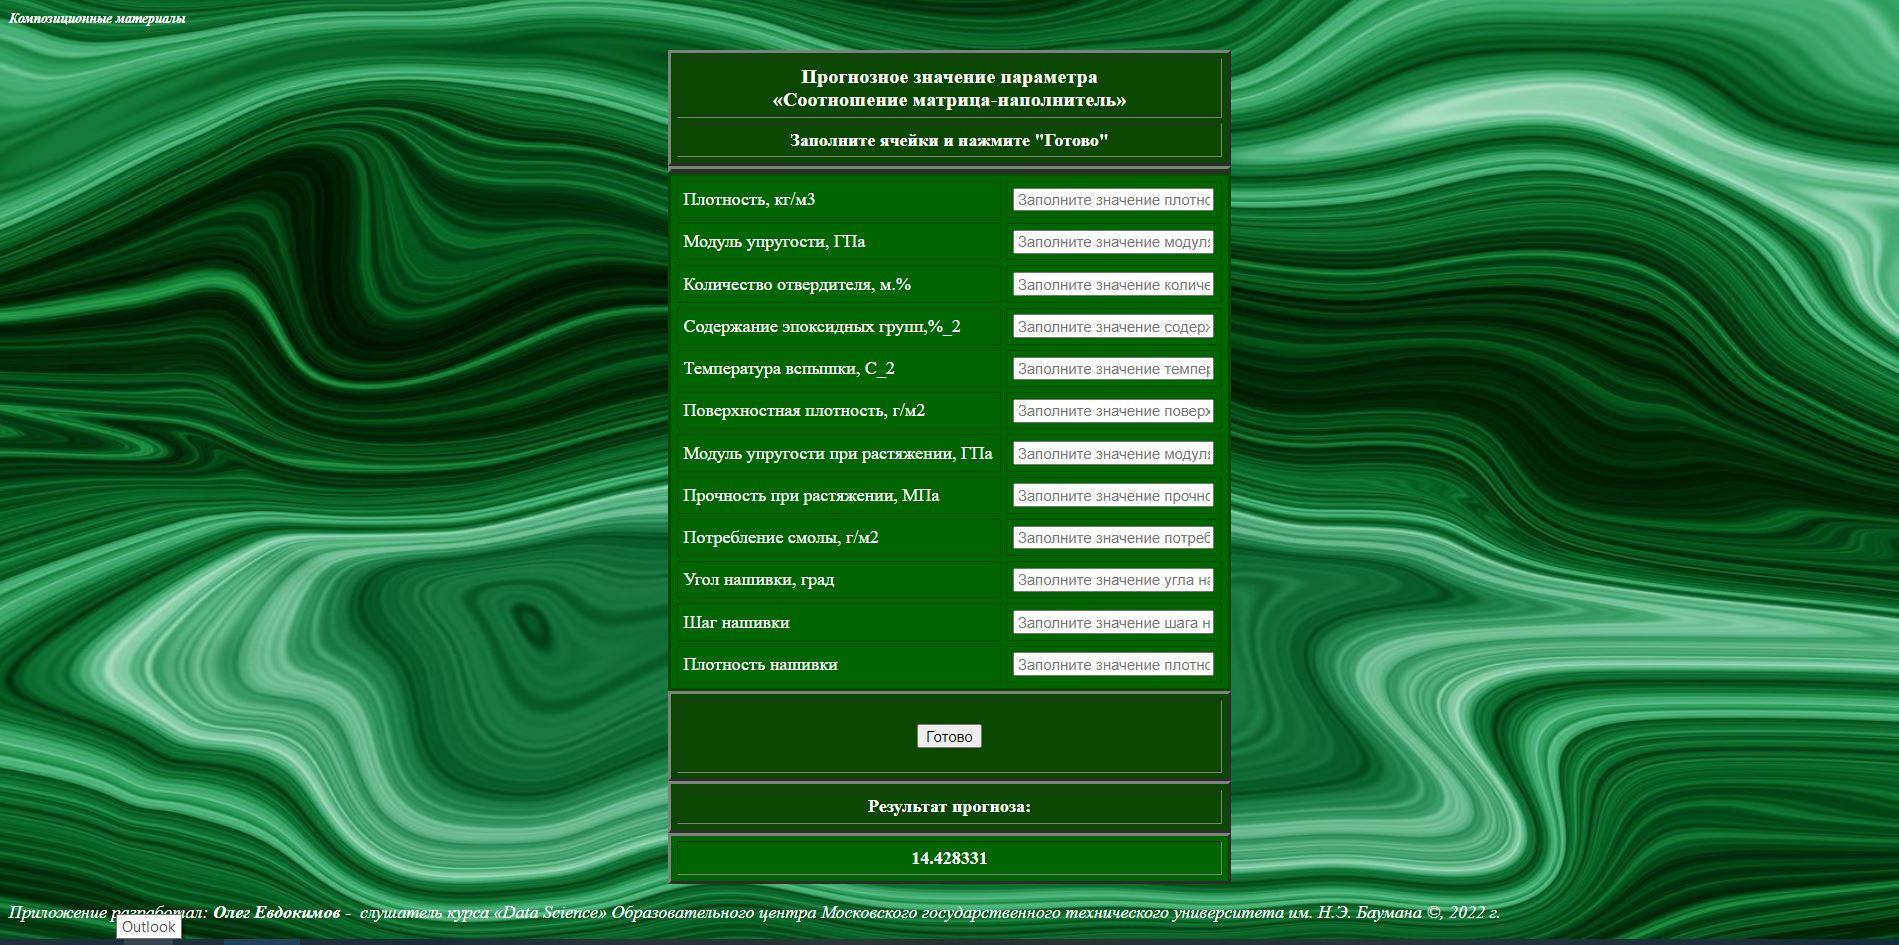 Композиционные материалы
Прогнозное значение параметра
«Соотношение матрица-наполнитель»
Заполните ячейки и нажмите "Готово"
Плотность, кг/м3 Заполните значение плотно
Модуль упругости, ГПа Заполните значение модуля
Количество отвердителя, м.% Заполните значение количе
Содержание эпоксидных групп,%_2 Заполните значение содерж
Температура вспышки, С_2 Заполните значение темпер
Поверхностная плотность, г/м2 Заполните значение поверх
Модуль упругости при растяжении, ГПа Заполните значение модуля
Прочность при растяжении, МПа Заполните значение прочно
Потребление смолы, г/м2 Заполните значение потреб
Угол нашивки, град Заполните значение угла на
Шаг нашивки Заполните значение шага н
Плотность нашивки Заполните значение плотно
Готово
Результат прогноза:
14.428331
Приложение разработал: Олег Евдокимов - слушатель курса «Data Science» Образовательного центра Московского государственного технического университета им. Н.Э. Баумана ©, 2022 г.
Outlook